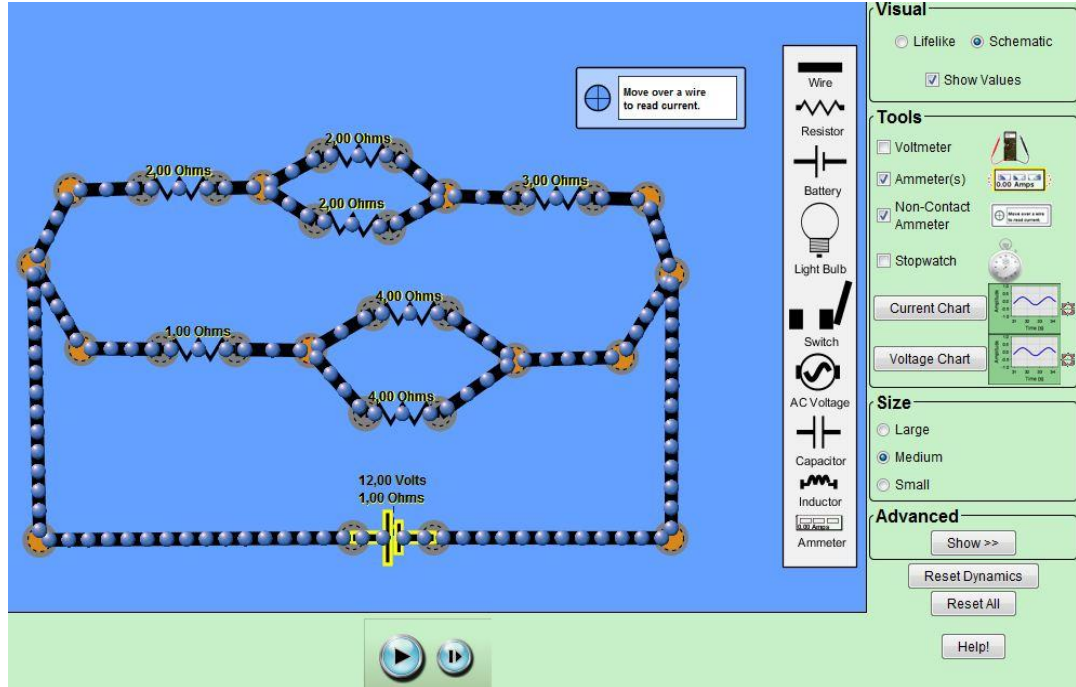 Visual
Lifelike
Schematic
Show Values
Move over a wire
to read current.
Wire
Resistor
Battery
Light Bulb
Switch
AC Voltage
Capacitor
Inductor
0.00 Amps
Ammeter
2,00 Ohms
2,00 Ohms
2,00 Ohms
3,00 Ohms
4,00 Ohms
1,00 Ohms
4,00 Ohms
12,00 Volts
1,00 Ohms
Tools
Voltmeter
Ammeter(s)
0.00 Amps
Non-Contact
Ammeter
Move over a wire
to read current.
Stopwatch
Current Chart
Amplitude
Time (s)
Voltage Chart
Amplitude
Time (s)
Size
Large
Medium
Small
Advanced
Show >>
Reset Dynamics
Reset All
Help!